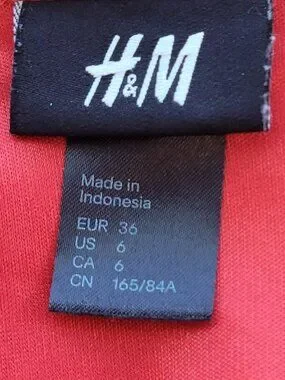 H&M
Made in
Indonesia
EUR 36
US 6
CA 6
CN 165/84A